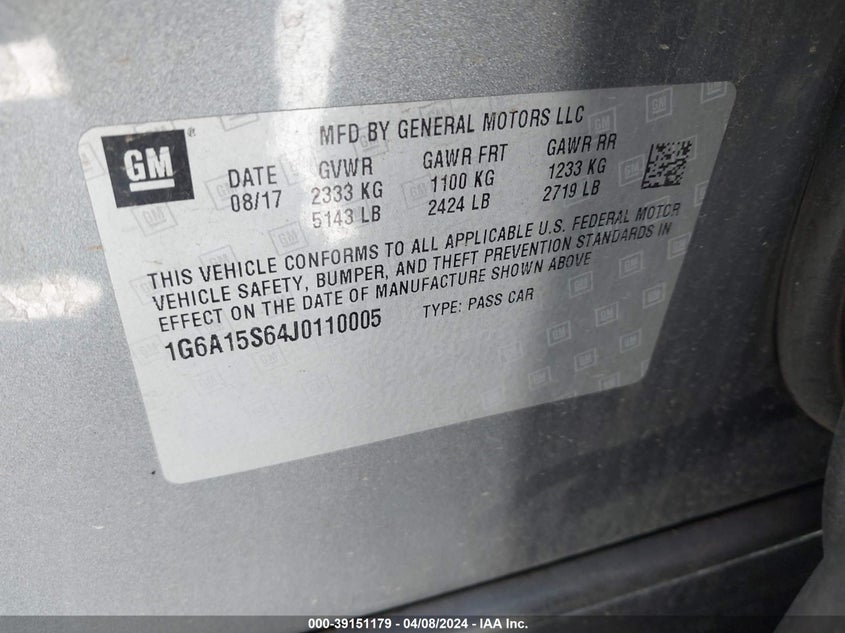 MFD BY GENERAL MOTORS LLC
GM ®
DATE GVWR GAWR FRT GAWR RR
08/17 2333 KG 1100 KG 1233 KG
5143 LB 2424 LB 2719 LB
THIS VEHICLE CONFORMS TO ALL APPLICABLE U.S. FEDERAL MOTOR
VEHICLE SAFETY, BUMPER, AND THEFT PREVENTION STANDARDS IN
EFFECT ON THE DATE OF MANUFACTURE SHOWN ABOVE
1G6A15S64J0110005 TYPE: PASS CAR
000-39151179 - 04/08/2024 - IAA Inc.